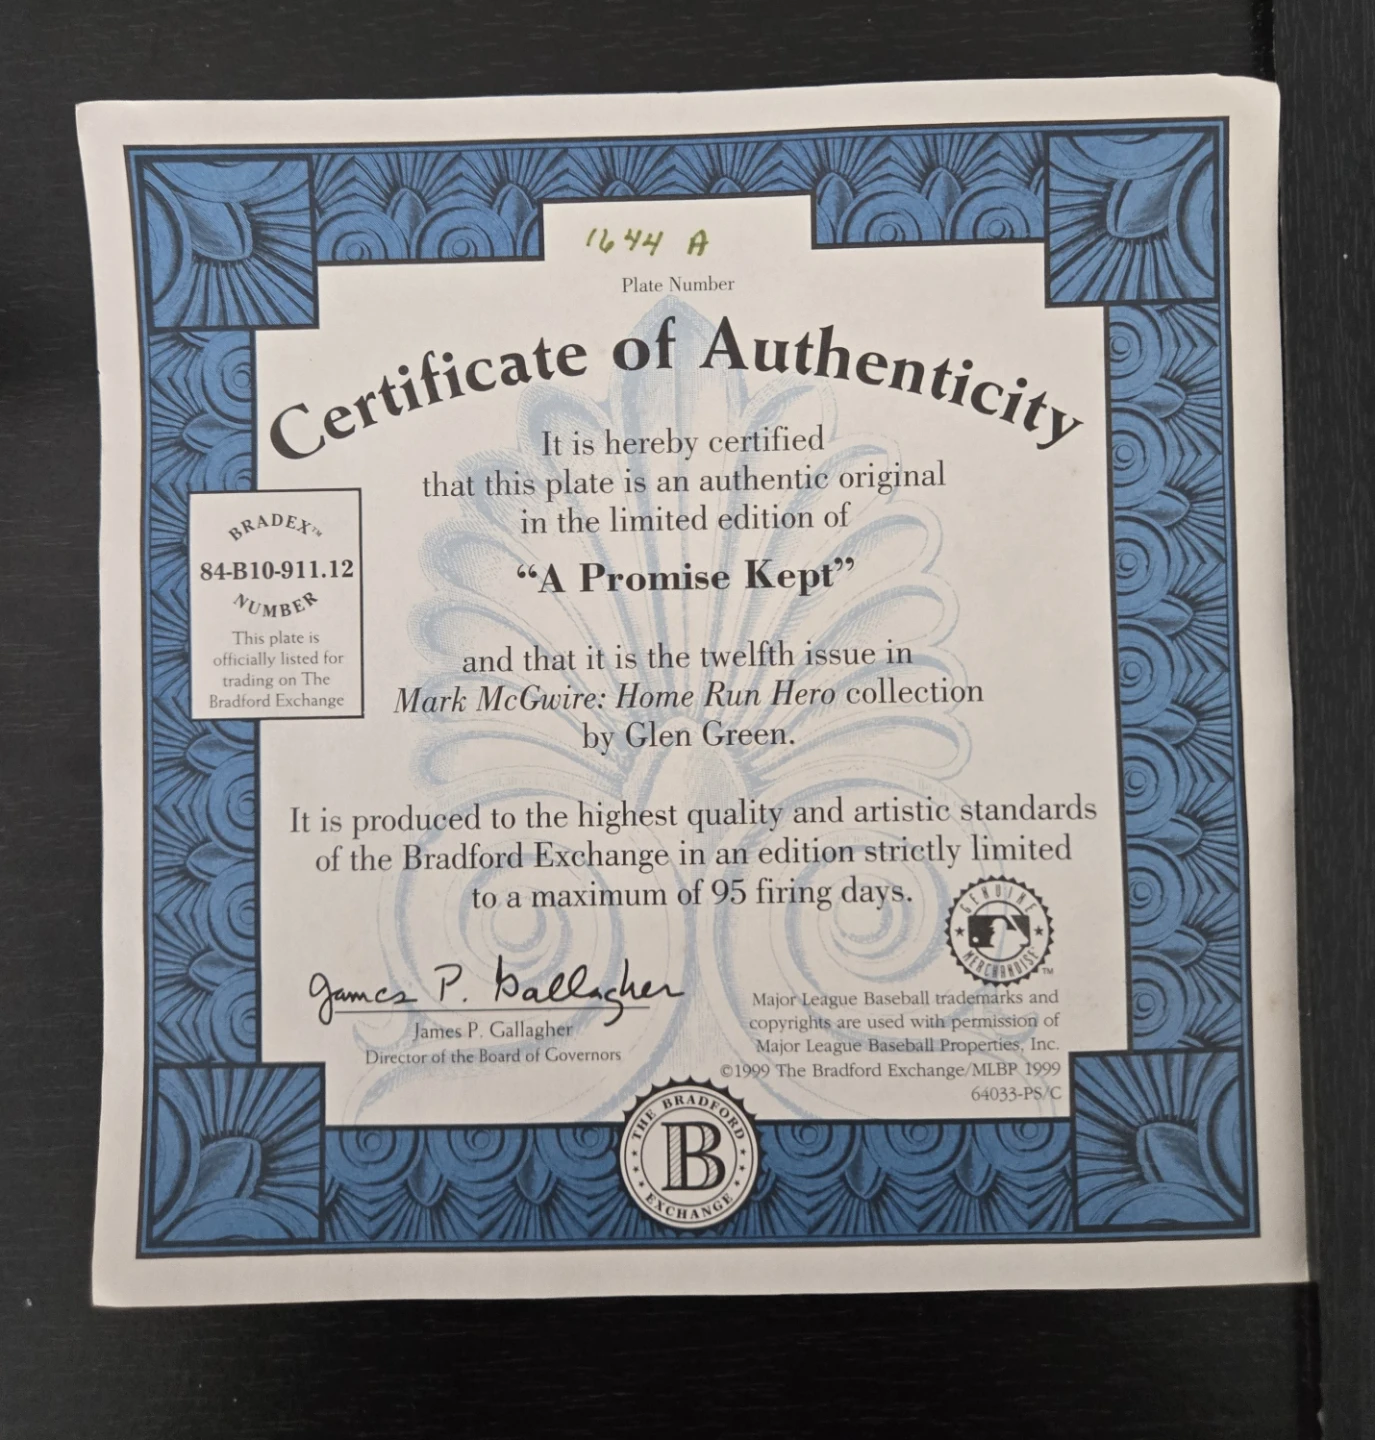 1644 A
Plate Number
Certificate of Authenticity
It is hereby certified
that this plate is an authentic original
in the limited edition of
“A Promise Kept”
BRADEX™
84-B10-911.12
NUMBER
This plate is
officially listed for
trading on The
Bradford Exchange
and that it is the twelfth issue in
Mark McGwire: Home Run Hero collection
by Glen Green.
It is produced to the highest quality and artistic standards
of the Bradford Exchange in an edition strictly limited
to a maximum of 95 firing days.
GENUINE
MERCHANDISE
TM
James P. Gallagher
James P. Gallagher
Director of the Board of Governors
Major League Baseball trademarks and
copyrights are used with permission of
Major League Baseball Properties, Inc.
©1999 The Bradford Exchange/MLBP 1999
64033-PS/C
THE BRADFORD
B
EXCHANGE